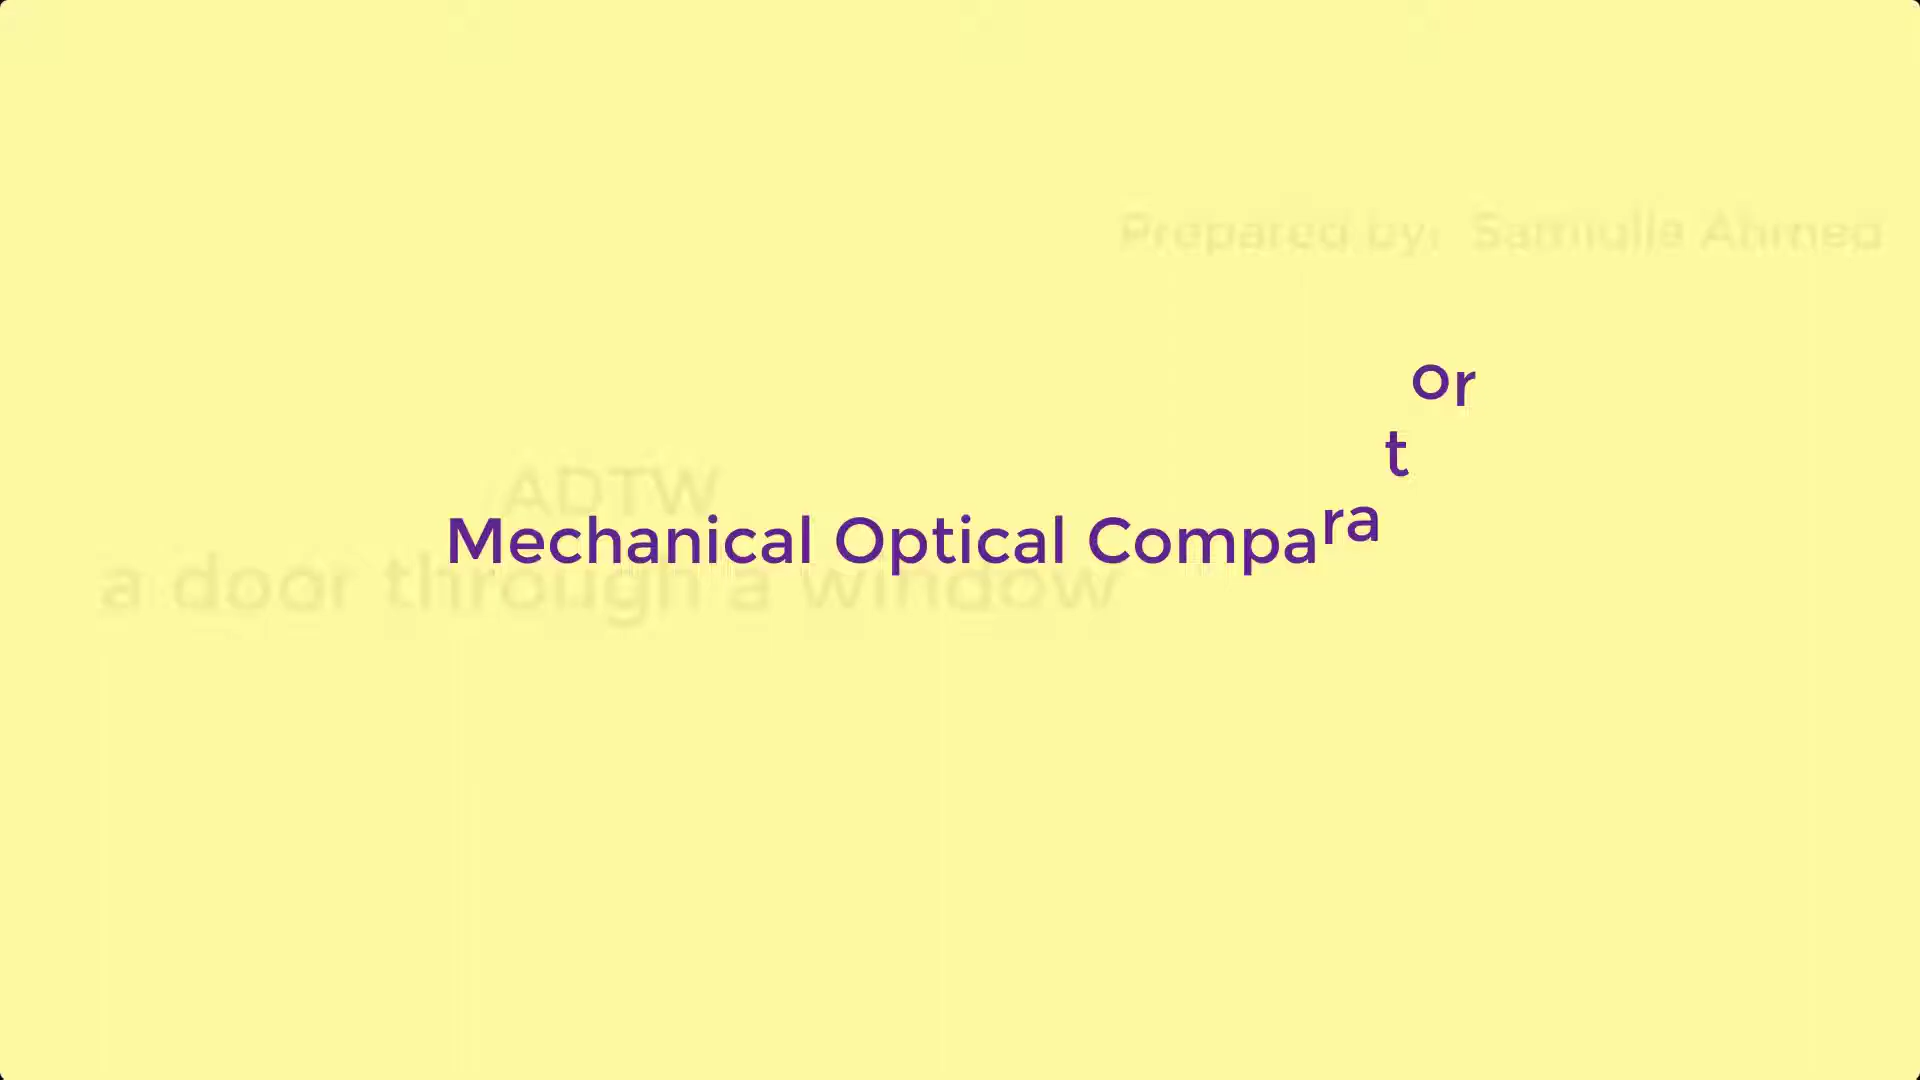 Prepared by: Samiulla Ahmed
ADTW
Mechanical Optical Comparator
a door through a window